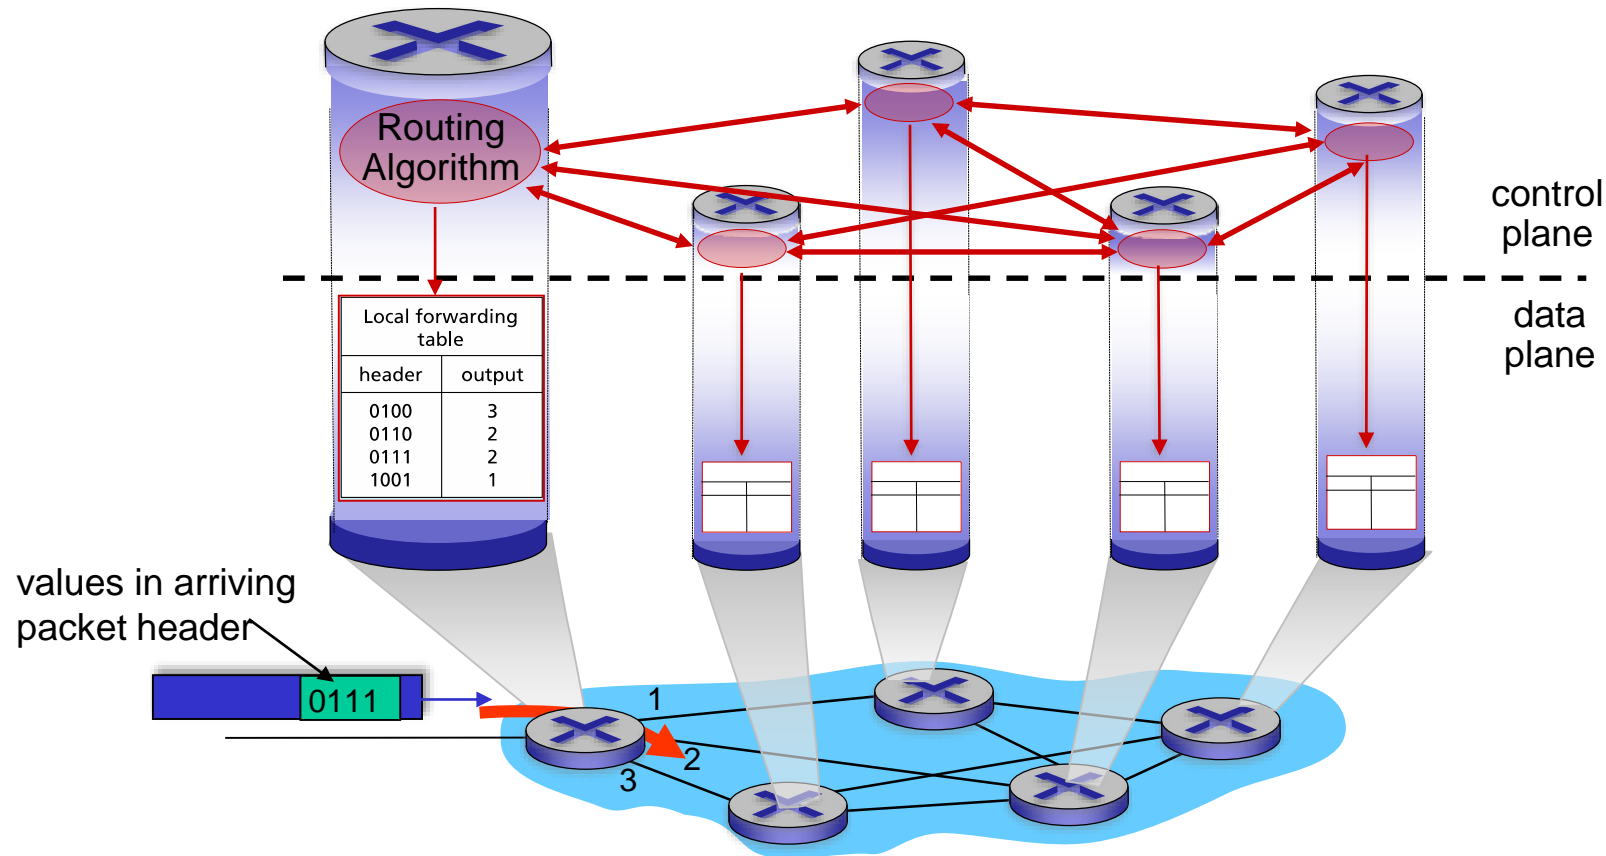 Routing
Algorithm
control
plane
data
plane
Local forwarding
table
header output
0100 3
0110 2
0111 2
1001 1
values in arriving
packet header
0111
1
2
3